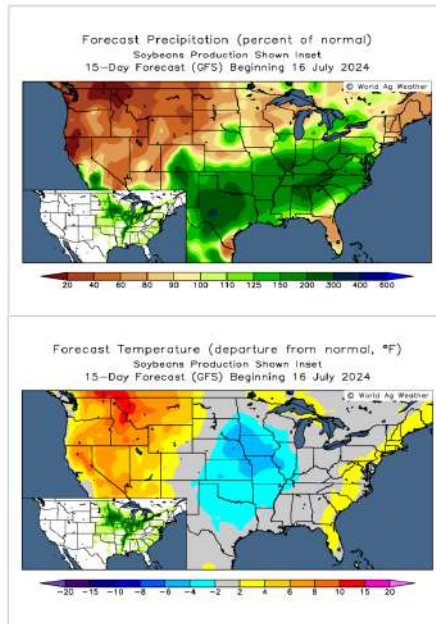 Forecast Precipitation (percent of normal)
Soybeans Production Shown Inset
15-Day Forecast (GFS) Beginning 16 July 2024
© World Ag Weather
20 40 60 80 90 100 110 125 150 200 300 400 600
Forecast Temperature (departure from normal, °F)
Soybeans Production Shown Inset
15-Day Forecast (GFS) Beginning 16 July 2024
© World Ag Weather
-20 -15 -10 -8 -6 -4 -2 2 4 6 8 10 15 20